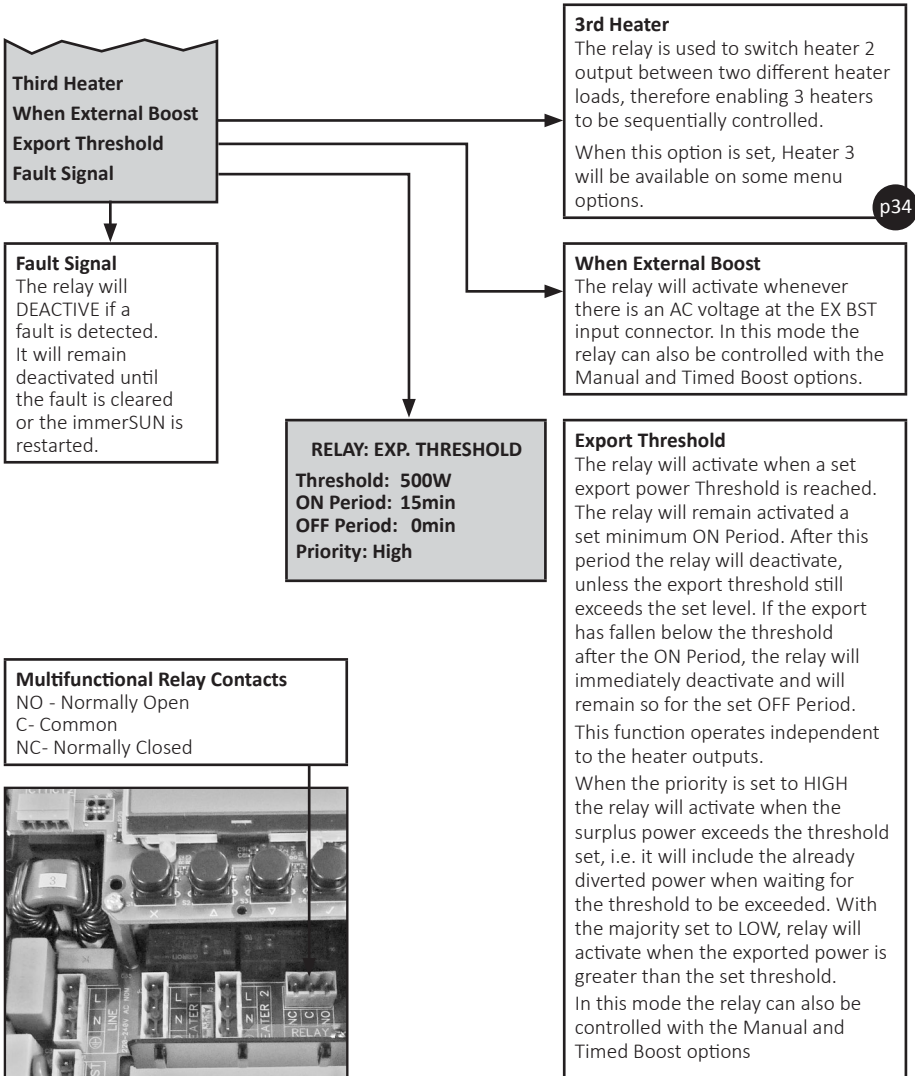 Third Heater
When External Boost
Export Threshold
Fault Signal
3rd Heater
The relay is used to switch heater 2
output between two different heater
loads, therefore enabling 3 heaters
to be sequentially controlled.
When this option is set, Heater 3
will be available on some menu
options.
p34
Fault Signal
The relay will
DEACTIVE if a
fault is detected.
It will remain
deactivated until
the fault is cleared
or the immerSUN is
restarted.
When External Boost
The relay will activate whenever
there is an AC voltage at the EX BST
input connector. In this mode the
relay can also be controlled with the
Manual and Timed Boost options.
RELAY: EXP. THRESHOLD
Threshold: 500W
ON Period: 15min
OFF Period: 0min
Priority: High
Export Threshold
The relay will activate when a set
export power Threshold is reached.
The relay will remain activated a
set minimum ON Period. After this
period the relay will deactivate,
unless the export threshold still
exceeds the set level. If the export
has fallen below the threshold
after the ON Period, the relay will
immediately deactivate and will
remain so for the set OFF Period.
This function operates independent
to the heater outputs.
When the priority is set to HIGH
the relay will activate when the
surplus power exceeds the threshold
set, i.e. it will include the already
diverted power when waiting for
the threshold to be exceeded. With
the majority set to LOW, relay will
activate when the exported power is
greater than the set threshold.
In this mode the relay can also be
controlled with the Manual and
Timed Boost options
Multifunctional Relay Contacts
NO - Normally Open
C- Common
NC- Normally Closed
3
N L
LINE
N L
HEATER 1
N L
HEATER 2
NC C NO
RELAY